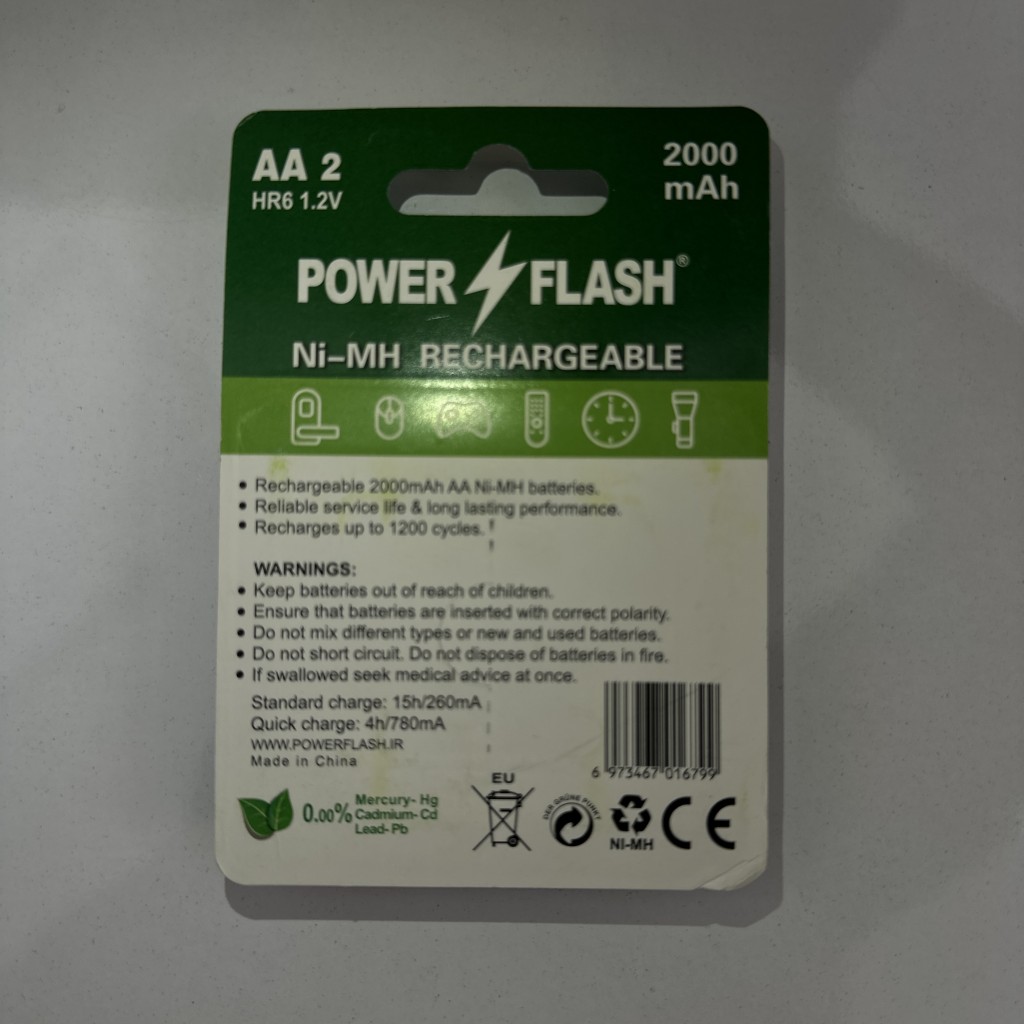 AA 2
HR6 1.2V
2000
mAh
POWER FLASH®
Ni-MH RECHARGEABLE
• Rechargeable 2000mAh AA Ni-MH batteries.
• Reliable service life & long lasting performance.
• Recharges up to 1200 cycles.
WARNINGS:
• Keep batteries out of reach of children.
• Ensure that batteries are inserted with correct polarity.
• Do not mix different types or new and used batteries.
• Do not short circuit. Do not dispose of batteries in fire.
• If swallowed seek medical advice at once.
Standard charge: 15h/260mA
Quick charge: 4h/780mA
WWW.POWERFLASH.IR
Made in China
6 973467 016799
0.00% Mercury- Hg
Cadmium- Cd
Lead- Pb
EU
DER GRÜNE PUNKT
NI-MH
CE